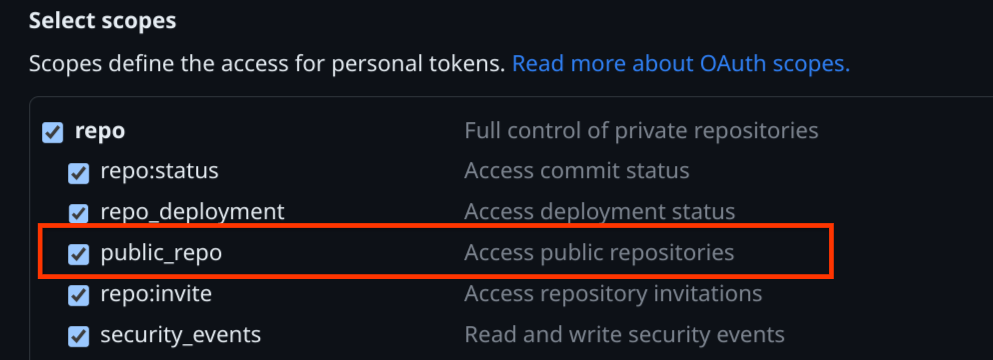 Select scopes
Scopes define the access for personal tokens. Read more about OAuth scopes.
repo Full control of private repositories
repo:status Access commit status
repo_deployment Access deployment status
public_repo Access public repositories
repo:invite Access repository invitations
security_events Read and write security events